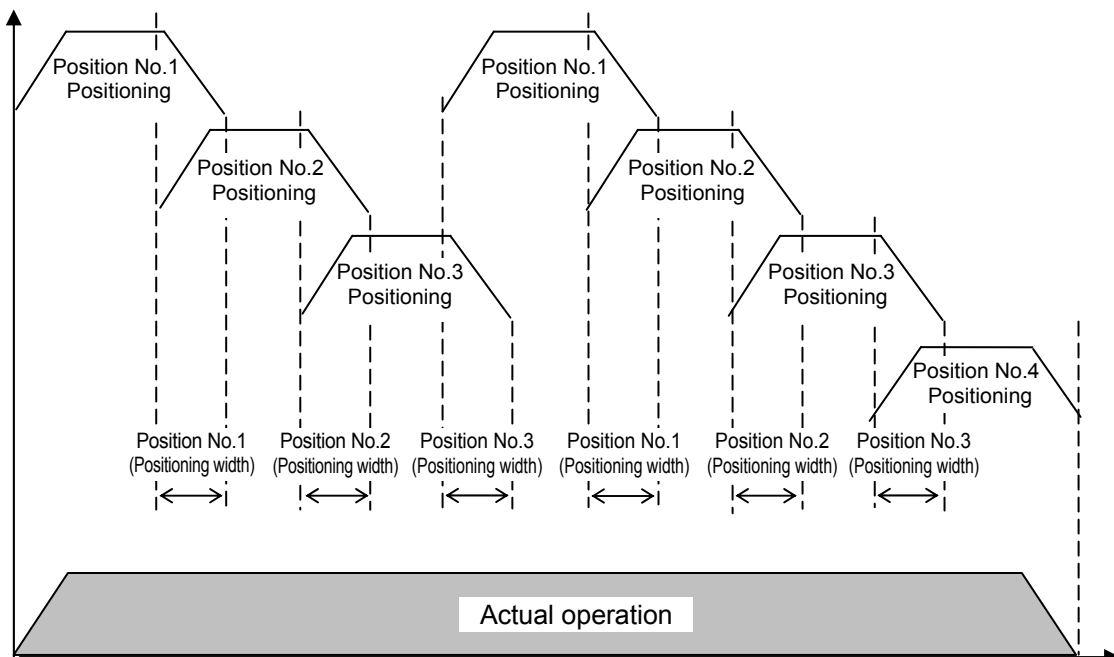 Position No.1
Positioning
Position No.1
Positioning
Position No.2
Positioning
Position No.2
Positioning
Position No.3
Positioning
Position No.3
Positioning
Position No.4
Positioning
Position No.1
(Positioning width)
Position No.2
(Positioning width)
Position No.3
(Positioning width)
Position No.1
(Positioning width)
Position No.2
(Positioning width)
Position No.3
(Positioning width)
Actual operation